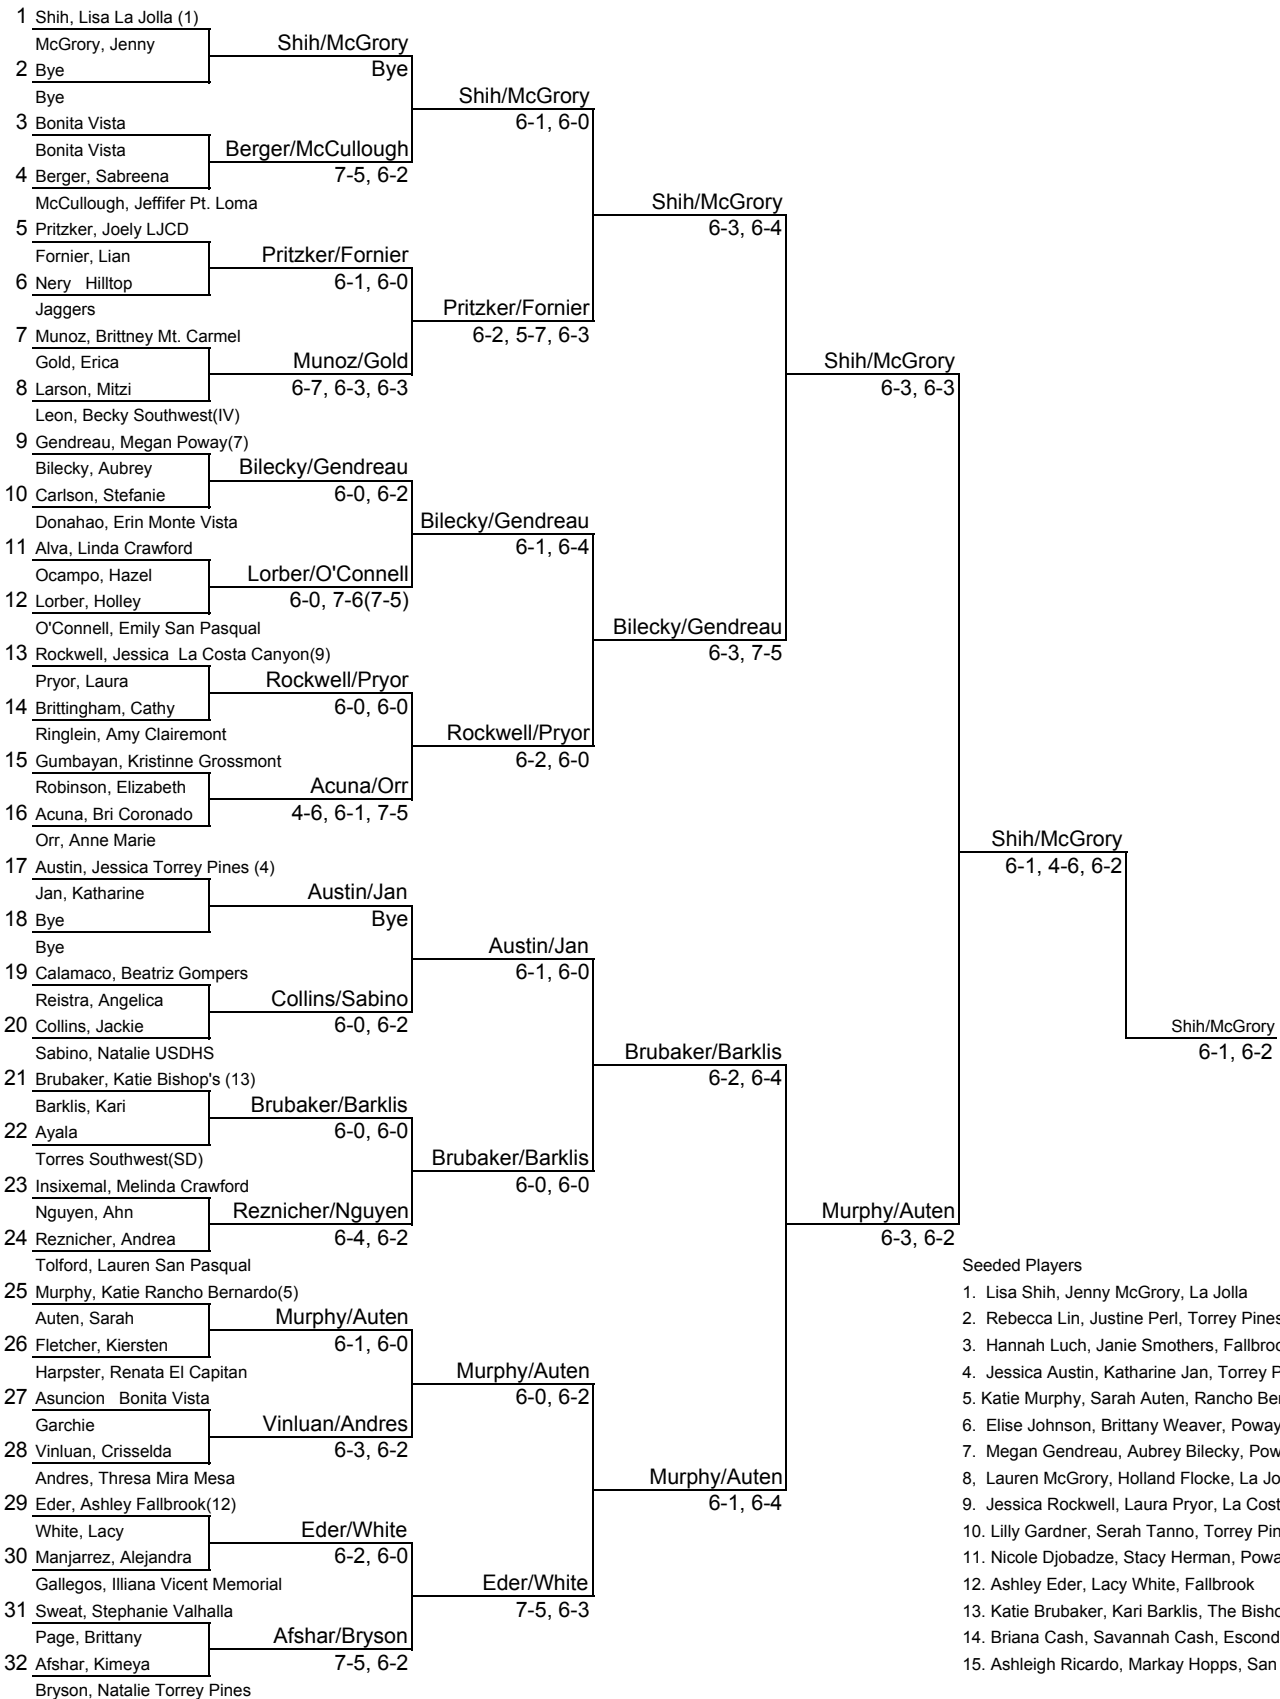 1 Shih, Lisa La Jolla (1)
McGrory, Jenny
Shih/McGrory
2 Bye
Bye
Bye
Shih/McGrory
3 Bonita Vista
6-1, 6-0
Bonita Vista
Berger/McCullough
4 Berger, Sabreena
7-5, 6-2
McCullough, Jeffifer Pt. Loma
Shih/McGrory
5 Pritzker, Joely LJCD
6-3, 6-4
Fornier, Lian
Pritzker/Fornier
6 Nery Hilltop
6-1, 6-0
Jaggers
Pritzker/Fornier
7 Munoz, Brittney Mt. Carmel
6-2, 5-7, 6-3
Gold, Erica
Munoz/Gold
Shih/McGrory
8 Larson, Mitzi
6-7, 6-3, 6-3
6-3, 6-3
Leon, Becky Southwest(IV)
9 Gendreau, Megan Poway(7)
Bilecky, Aubrey
Bilecky/Gendreau
10 Carlson, Stefanie
6-0, 6-2
Donahao, Erin Monte Vista
Bilecky/Gendreau
11 Alva, Linda Crawford
6-1, 6-4
Ocampo, Hazel
Lorber/O'Connell
12 Lorber, Holley
6-0, 7-6(7-5)
O'Connell, Emily San Pasqual
Bilecky/Gendreau
13 Rockwell, Jessica La Costa Canyon(9)
6-3, 7-5
Pryor, Laura
Rockwell/Pryor
14 Brittingham, Cathy
6-0, 6-0
Ringlein, Amy Clairemont
Rockwell/Pryor
15 Gumbayan, Kristinne Grossmont
6-2, 6-0
Robinson, Elizabeth
Acuna/Orr
16 Acuna, Bri Coronado
4-6, 6-1, 7-5
Orr, Anne Marie
Shih/McGrory
17 Austin, Jessica Torrey Pines (4)
6-1, 4-6, 6-2
Jan, Katharine
Austin/Jan
18 Bye
Bye
Bye
Austin/Jan
19 Calamaco, Beatriz Gompers
6-1, 6-0
Reistra, Angelica
Collins/Sabino
20 Collins, Jackie
6-0, 6-2
Shih/McGrory
Sabino, Natalie USDHS
Brubaker/Barklis
6-1, 6-2
21 Brubaker, Katie Bishop's (13)
6-2, 6-4
Barklis, Kari
Brubaker/Barklis
22 Ayala
6-0, 6-0
Torres Southwest(SD)
Brubaker/Barklis
23 Insixemal, Melinda Crawford
6-0, 6-0
Nguyen, Ahn
Reznicher/Nguyen
Murphy/Auten
24 Reznicher, Andrea
6-4, 6-2
6-3, 6-2
Tolford, Lauren San Pasqual
25 Murphy, Katie Rancho Bernardo(5)
Auten, Sarah
Murphy/Auten
26 Fletcher, Kiersten
6-1, 6-0
Harpster, Renata El Capitan
Murphy/Auten
27 Asuncion Bonita Vista
6-0, 6-2
Garchie
Vinluan/Andres
28 Vinluan, Crisselda
6-3, 6-2
Andres, Thresa Mira Mesa
Murphy/Auten
29 Eder, Ashley Fallbrook(12)
6-1, 6-4
White, Lacy
Eder/White
30 Manjarrez, Alejandra
6-2, 6-0
Gallegos, Illiana Vicent Memorial
Eder/White
31 Sweat, Stephanie Valhalla
7-5, 6-3
Page, Brittany
Afshar/Bryson
32 Afshar, Kimeya
7-5, 6-2
Bryson, Natalie Torrey Pines
Seeded Players
1. Lisa Shih, Jenny McGrory, La Jolla
2. Rebecca Lin, Justine Perl, Torrey Pines
3. Hannah Luch, Janie Smothers, Fallbroo
4. Jessica Austin, Katharine Jan, Torrey P
5. Katie Murphy, Sarah Auten, Rancho Ber
6. Elise Johnson, Brittany Weaver, Poway
7. Megan Gendreau, Aubrey Bilecky, Pow
8, Lauren McGrory, Holland Flocke, La Jo
9. Jessica Rockwell, Laura Pryor, La Cost
10. Lilly Gardner, Serah Tanno, Torrey Pin
11. Nicole Djobadze, Stacy Herman, Powa
12. Ashley Eder, Lacy White, Fallbrook
13. Katie Brubaker, Kari Barklis, The Bisho
14. Briana Cash, Savannah Cash, Escond
15. Ashleigh Ricardo, Markay Hopps, San